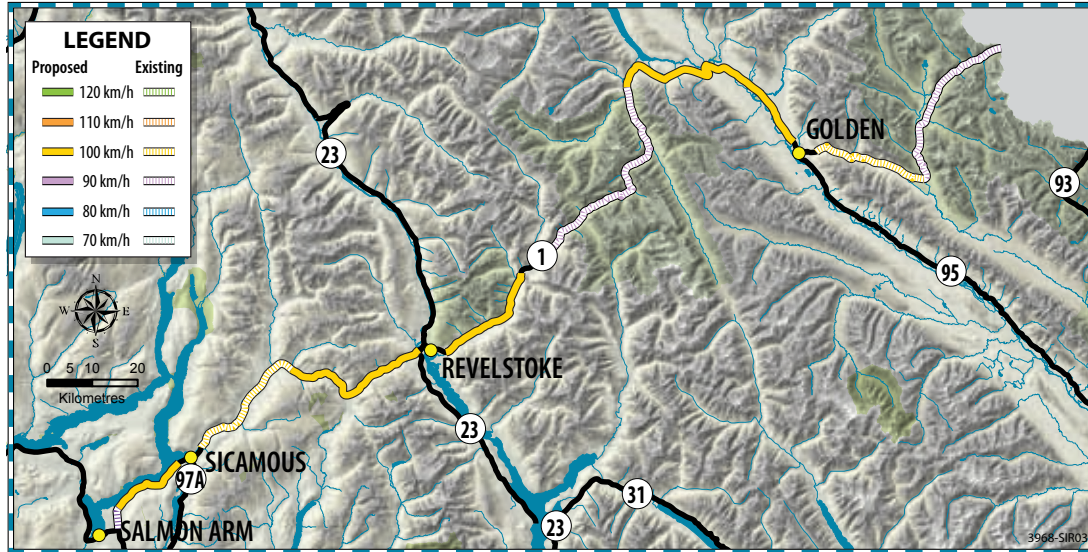 LEGEND
Proposed Existing
120 km/h
110 km/h
100 km/h
90 km/h
80 km/h
70 km/h
N
W E
S
0 5 10 20
Kilometres
23
GOLDEN
93
1
95
REVELSTOKE
23
SICAMOUS
97A
31
23
SALMON ARM
3968-SIR03